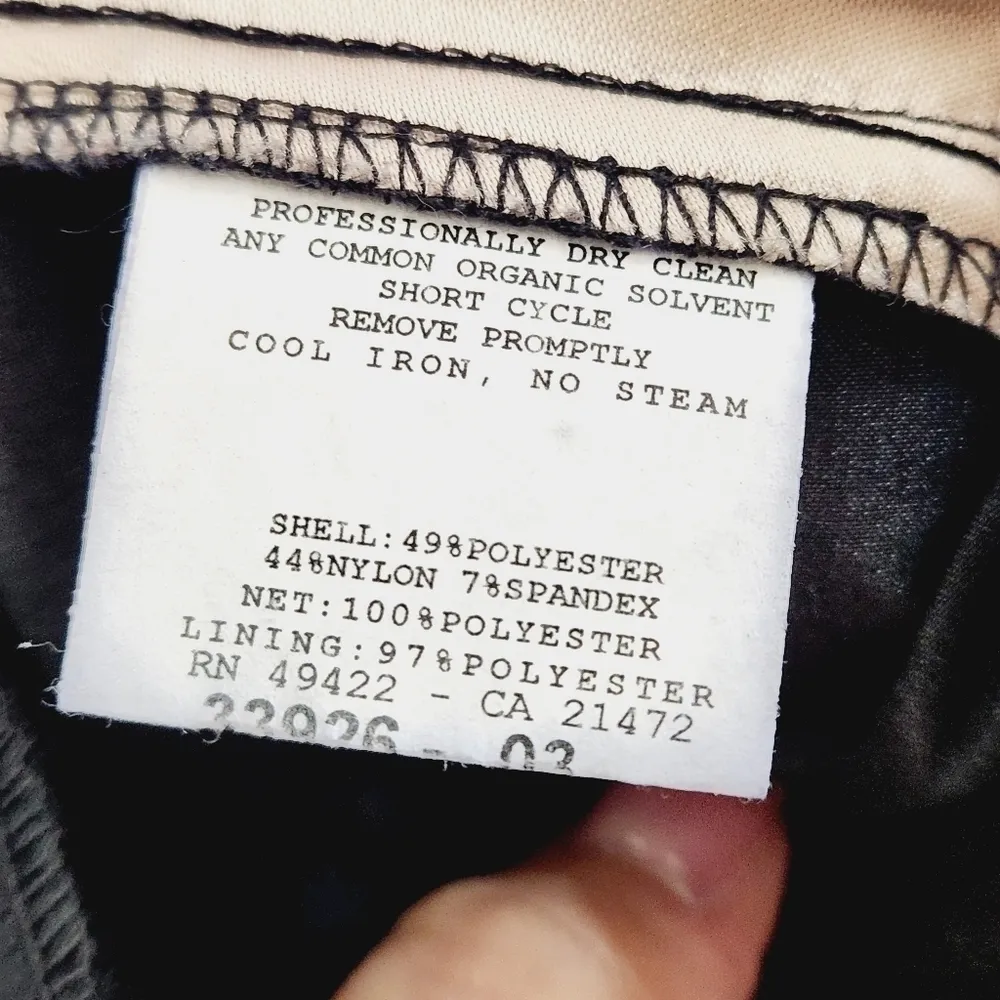 PROFESSIONALLY DRY CLEAN
ANY COMMON ORGANIC SOLVENT
SHORT CYCLE
REMOVE PROMPTLY
COOL IRON, NO STEAM
SHELL:49%POLYESTER
44%NYLON 7%SPANDEX
NET:100%POLYESTER
LINING:97%POLYESTER
RN 49422 - CA 21472